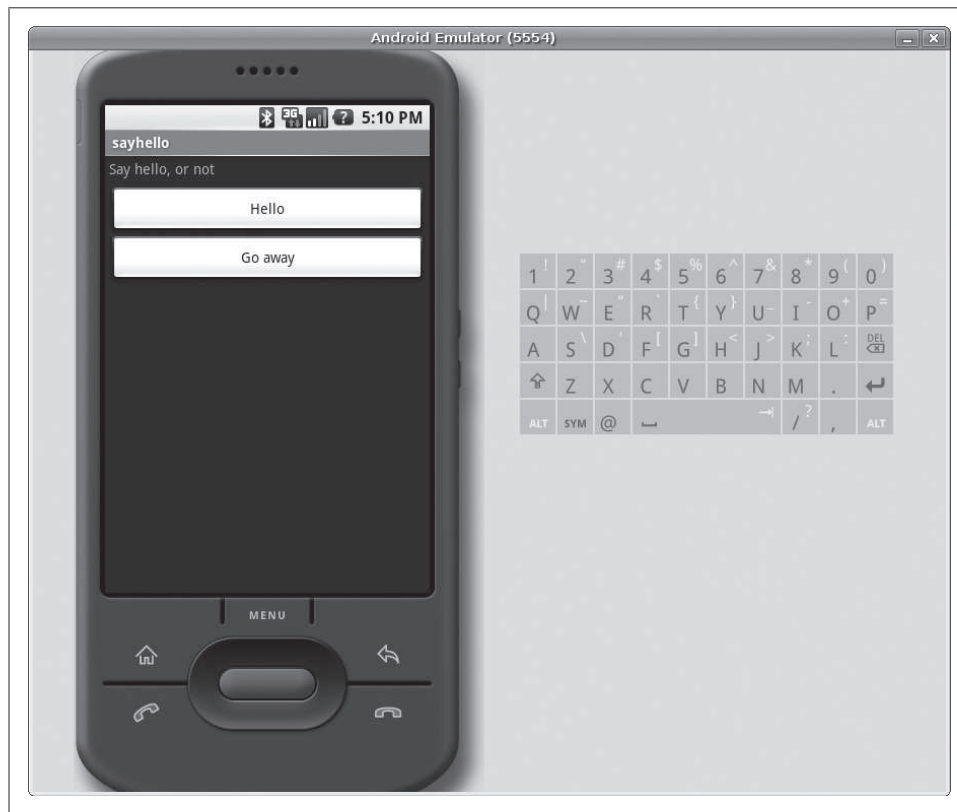 Android Emulator (5554)
3G ? 5:10 PM
sayhello
Say hello, or not
Hello
Go away
MENU
1 ! 2 " 3 # 4 $ 5 % 6 ^ 7 & 8 * 9 ( 0 )
Q | W ~ E " R ` T { Y } U _ I - O + P =
A S \ D ' F [ G ] H < J > K ; L : DEL
Z X C V B N M .
ALT SYM @ / ? , ALT